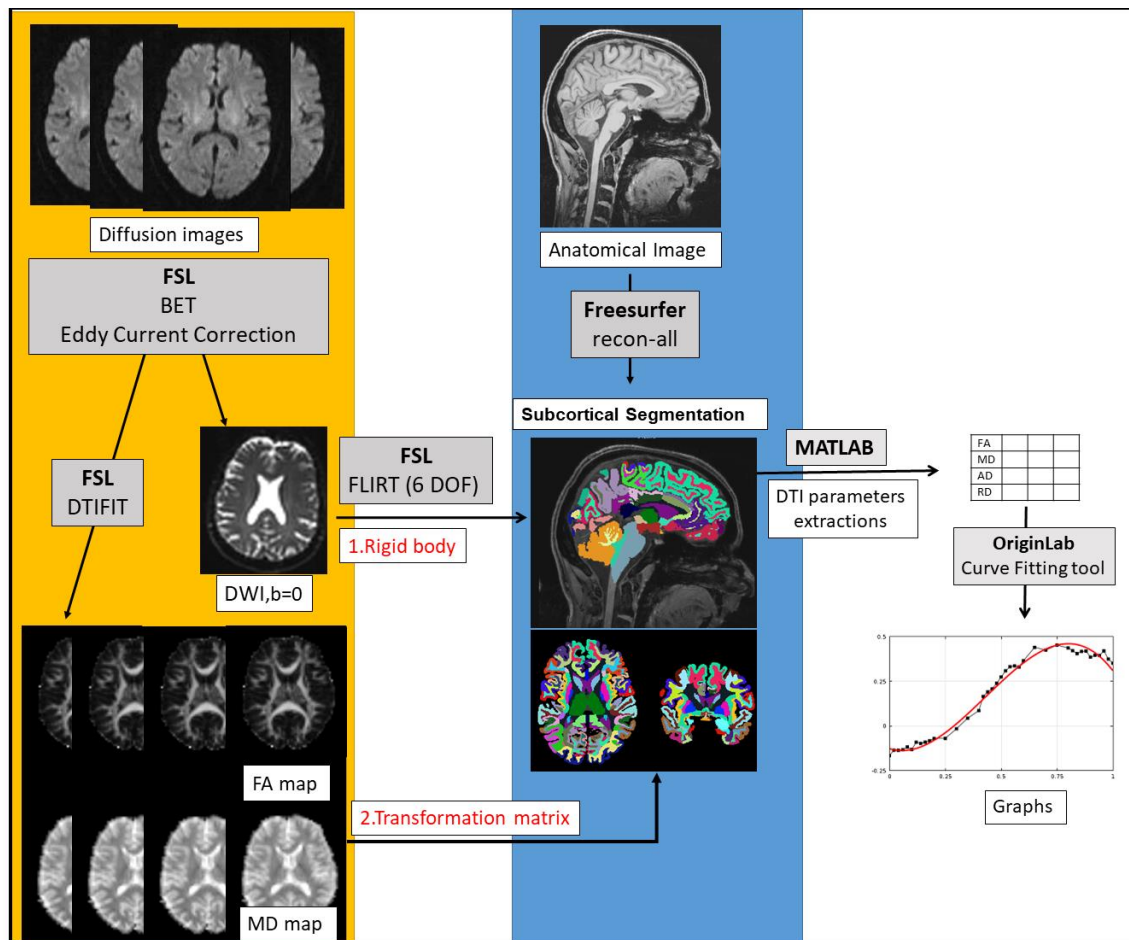 Diffusion images
FSL
BET
Eddy Current Correction
FSL
DTIFIT
DWI,b=0
FA map
MD map
FSL
FLIRT (6 DOF)
1.Rigid body
2.Transformation matrix
Anatomical Image
Freesurfer
recon-all
Subcortical Segmentation
MATLAB
DTI parameters
extractions
FA
MD
AD
RD
OriginLab
Curve Fitting tool
0.5
0.25
0
-0.25
0 0.25 0.5 0.75 1
Graphs